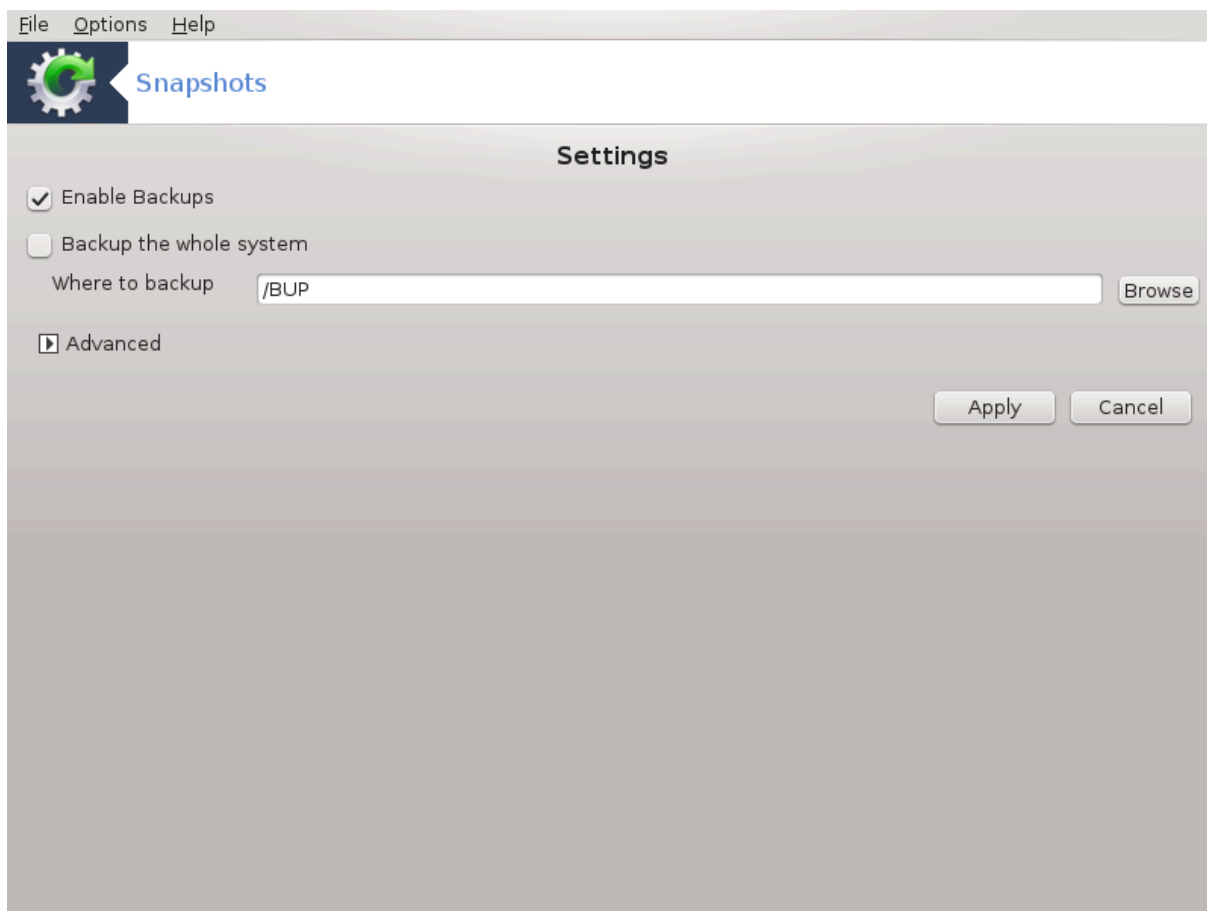 File Options Help
Snapshots
Settings
Enable Backups
Backup the whole system
Where to backup /BUP Browse
Advanced
Apply Cancel